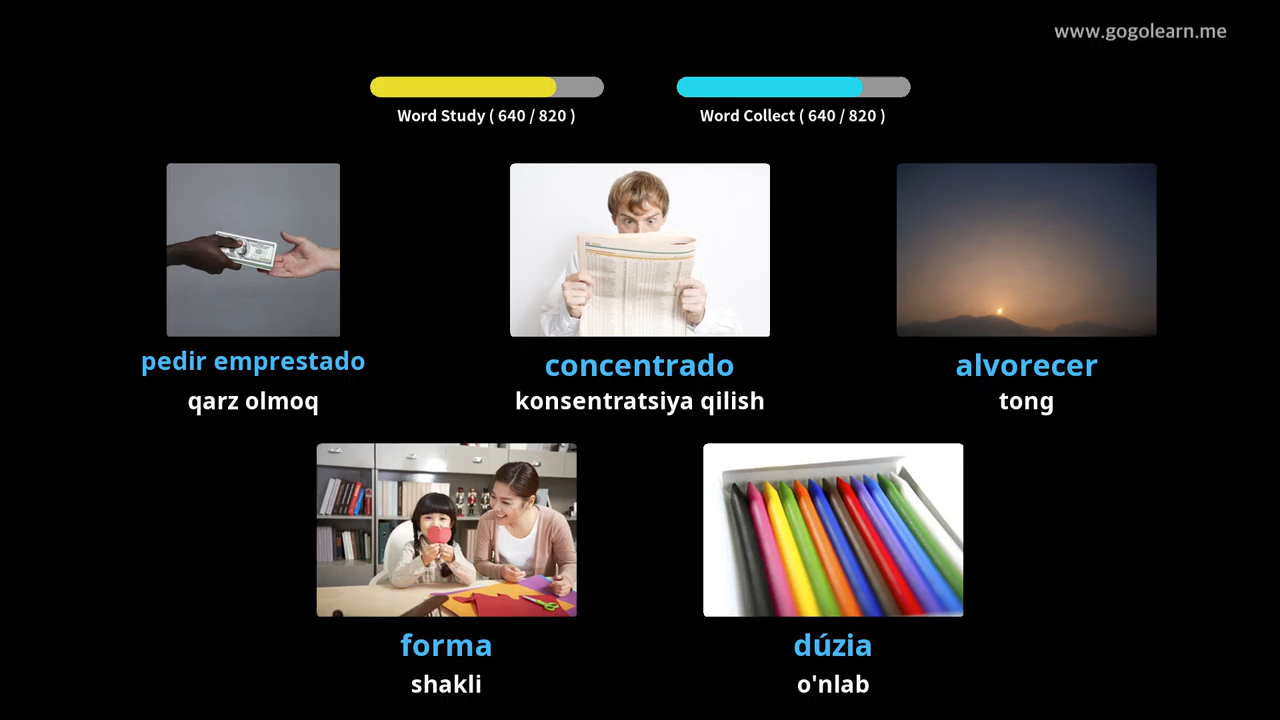 www.gogolearn.me
Word Study ( 640 / 820 )
Word Collect ( 640 / 820 )
pedir emprestado
qarz olmoq
concentrado
konsentratsiya qilish
alvorecer
tong
forma
shakli
dúzia
o'nlab